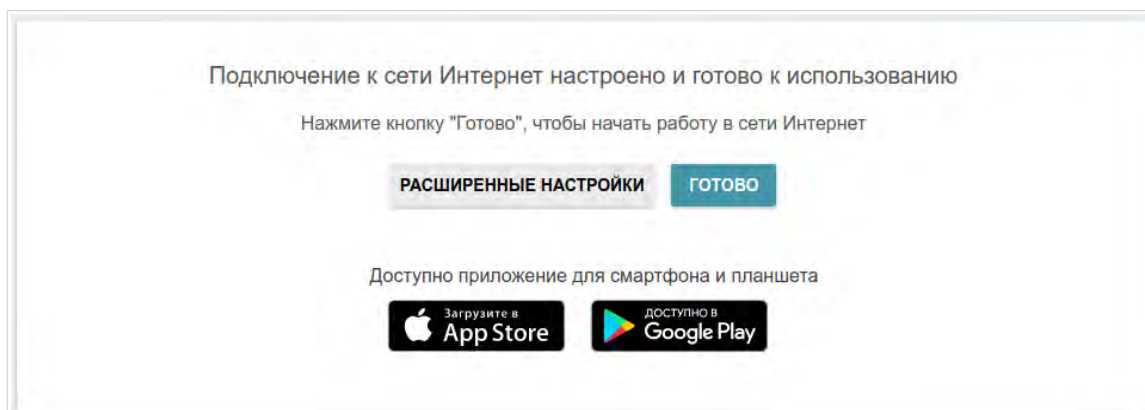 Подключение к сети Интернет настроено и готово к использованию
Нажмите кнопку "Готово", чтобы начать работу в сети Интернет
РАСШИРЕННЫЕ НАСТРОЙКИ ГОТОВО
Доступно приложение для смартфона и планшета
Загрузите в
App Store
ДОСТУПНО В
Google Play